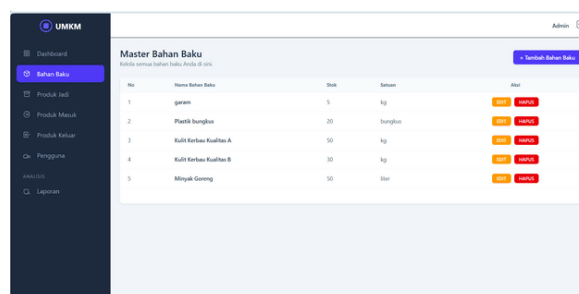 UMKM
Admin
Dashboard
Bahan Baku
Produk Jadi
Produk Masuk
Produk Keluar
Pengguna
ANALISIS
Laporan
Master Bahan Baku
Kelola semua bahan baku Anda di sini.
+ Tambah Bahan Baku
No Nama Bahan Baku Stok Satuan Aksi
1 garam 5 kg EDIT HAPUS
2 Plastik bungkus 20 bungkus EDIT HAPUS
3 Kulit Kerbau Kualitas A 50 kg EDIT HAPUS
4 Kulit Kerbau Kualitas B 30 kg EDIT HAPUS
5 Minyak Goreng 50 liter EDIT HAPUS